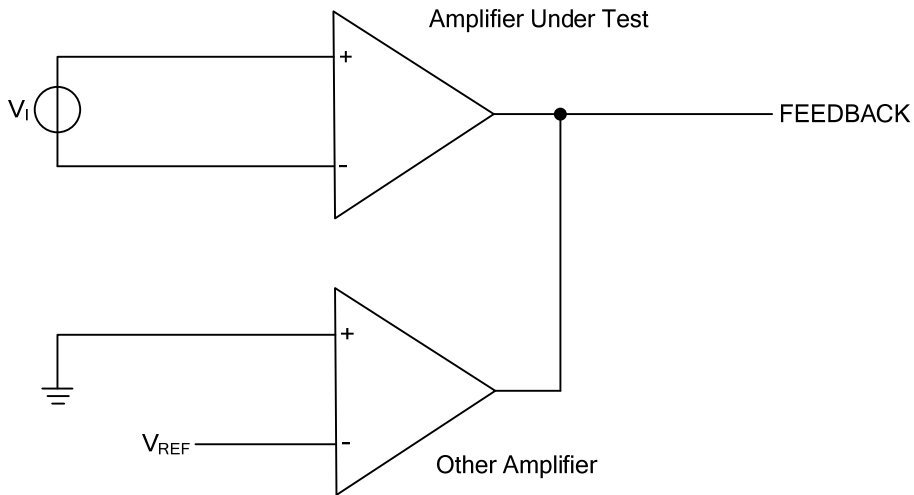 Amplifier Under Test
+
V_I
-
FEEDBACK
+
V_REF
-
Other Amplifier